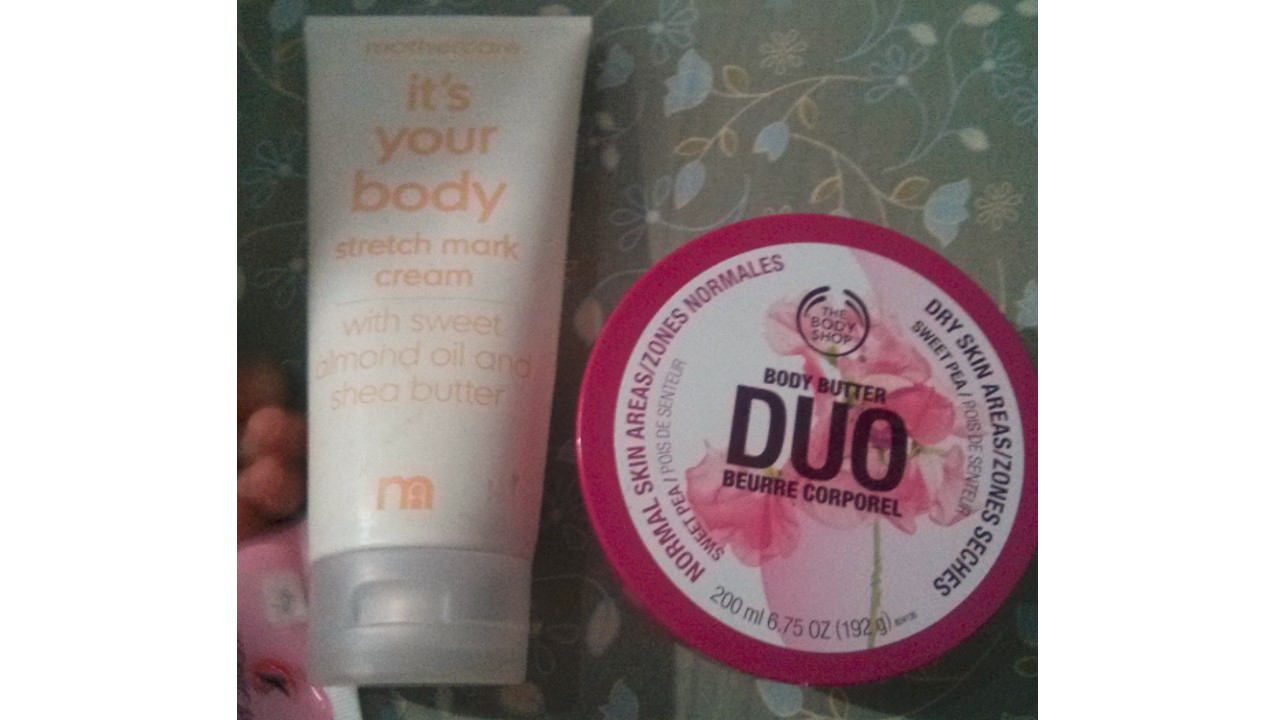 mothercare
it's
your
body
stretch mark
cream
with sweet
almond oil and
shea butter
m
THE
BODY
SHOP
BODY BUTTER
DUO
BEURRE CORPOREL
NORMAL SKIN AREAS/ZONES NORMALES
SWEET PEA / POIS DE SENTEUR
DRY SKIN AREAS/ZONES SECHES
SWEET PEA / POIS DE SENTEUR
200 ml 6.75 OZ (192 g)